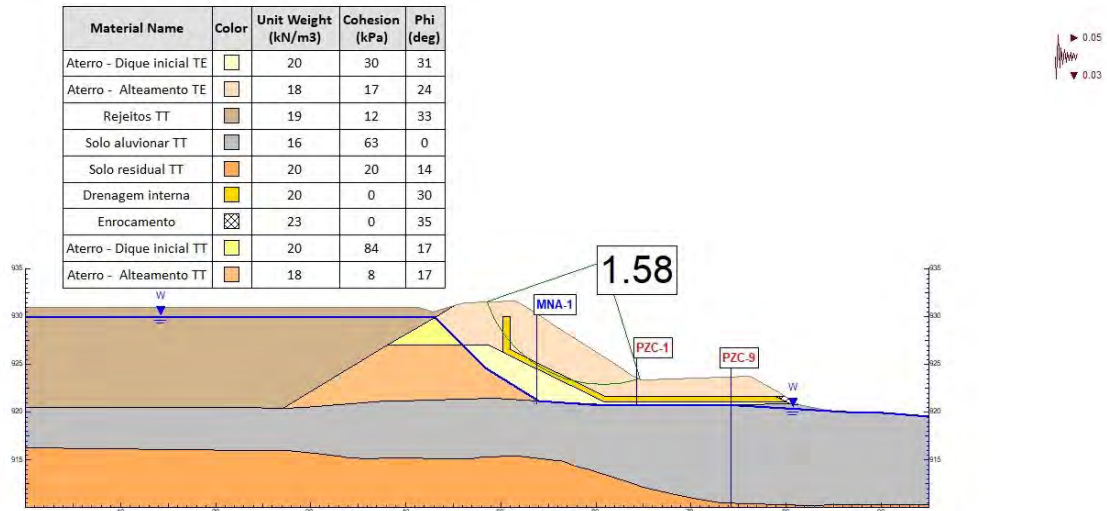 Material Name Color Unit Weight (kN/m3) Cohesion (kPa) Phi (deg)
Aterro - Dique inicial TE 20 30 31
Aterro - Alteamento TE 18 17 24
Rejeitos TT 19 12 33
Solo aluvionar TT 16 63 0
Solo residual TT 20 20 14
Drenagem interna 20 0 30
Enrocamento 23 0 35
Aterro - Dique inicial TT 20 84 17
Aterro - Alteamento TT 18 8 17
0.05
0.03
1.58
935 935
W
MNA-1
930 930
PZC-1
PZC-9
925 925
W
920 920
915 915